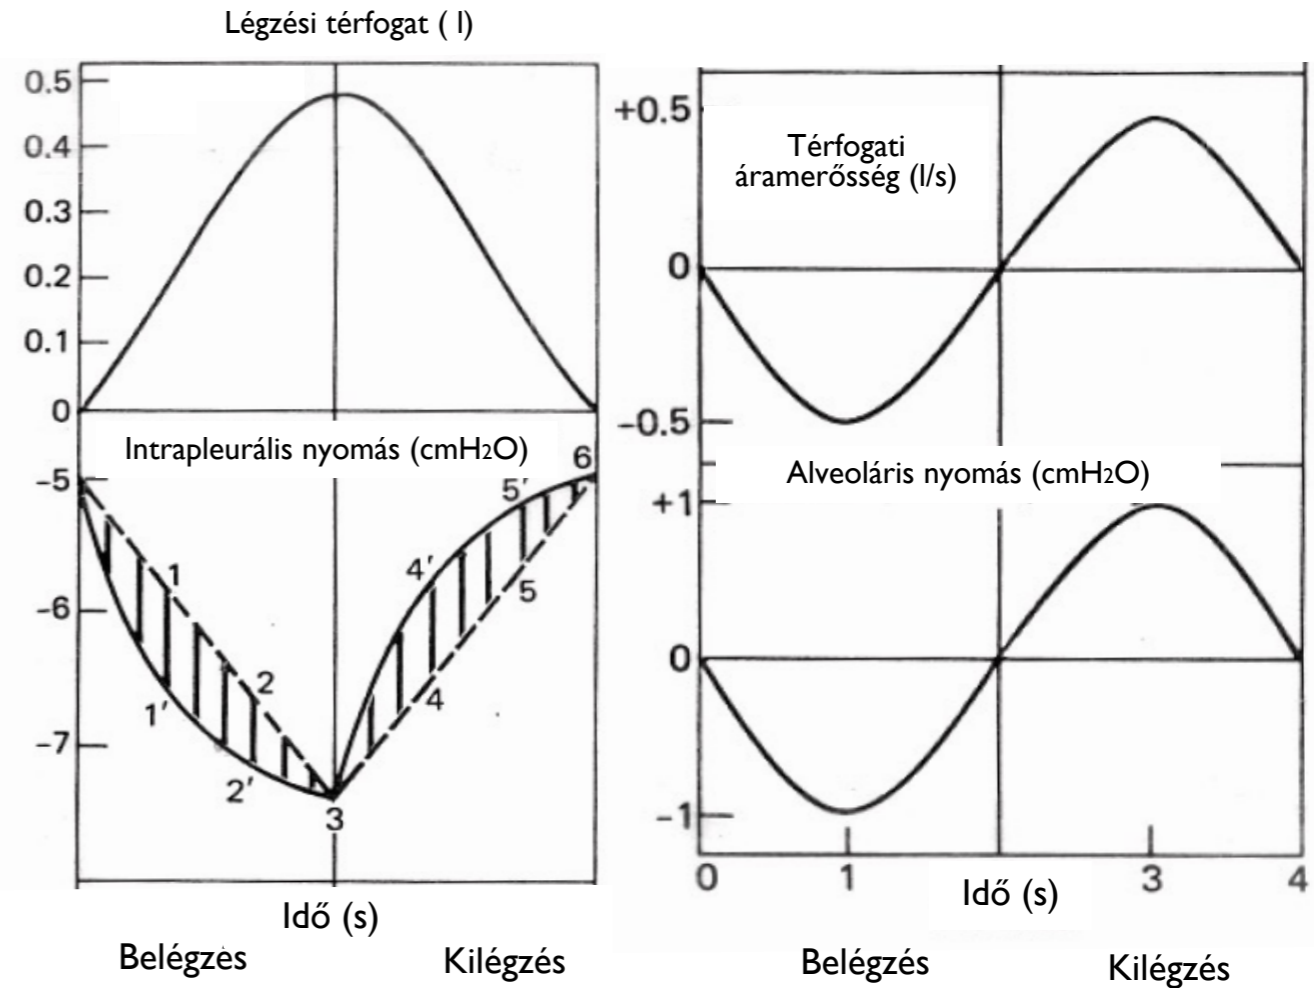 Légzési térfogat ( l)
0.5
0.4
0.3
0.2
0.1
0
Intrapleurális nyomás (cmH2O)
-5
-6
-7
1
2
1′
2′
3
4′
5′
6
5
4
Idő (s)
Belégzés
Kilégzés
+0.5
Térfogati
áramerősség (l/s)
0
-0.5
Alveoláris nyomás (cmH2O)
+1
0
-1
0
1
3
4
Idő (s)
Belégzés
Kilégzés